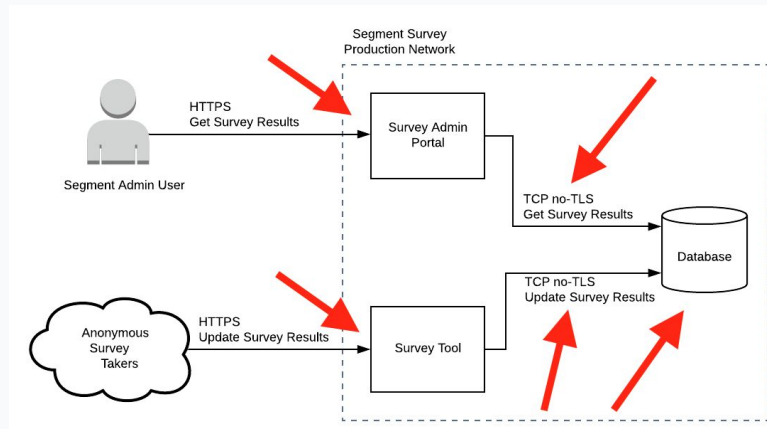 Segment Survey
Production Network
HTTPS
Get Survey Results
Survey Admin
Portal
Segment Admin User
TCP no-TLS
Get Survey Results
Database
TCP no-TLS
Update Survey Results
HTTPS
Update Survey Results
Anonymous
Survey
Takers
Survey Tool